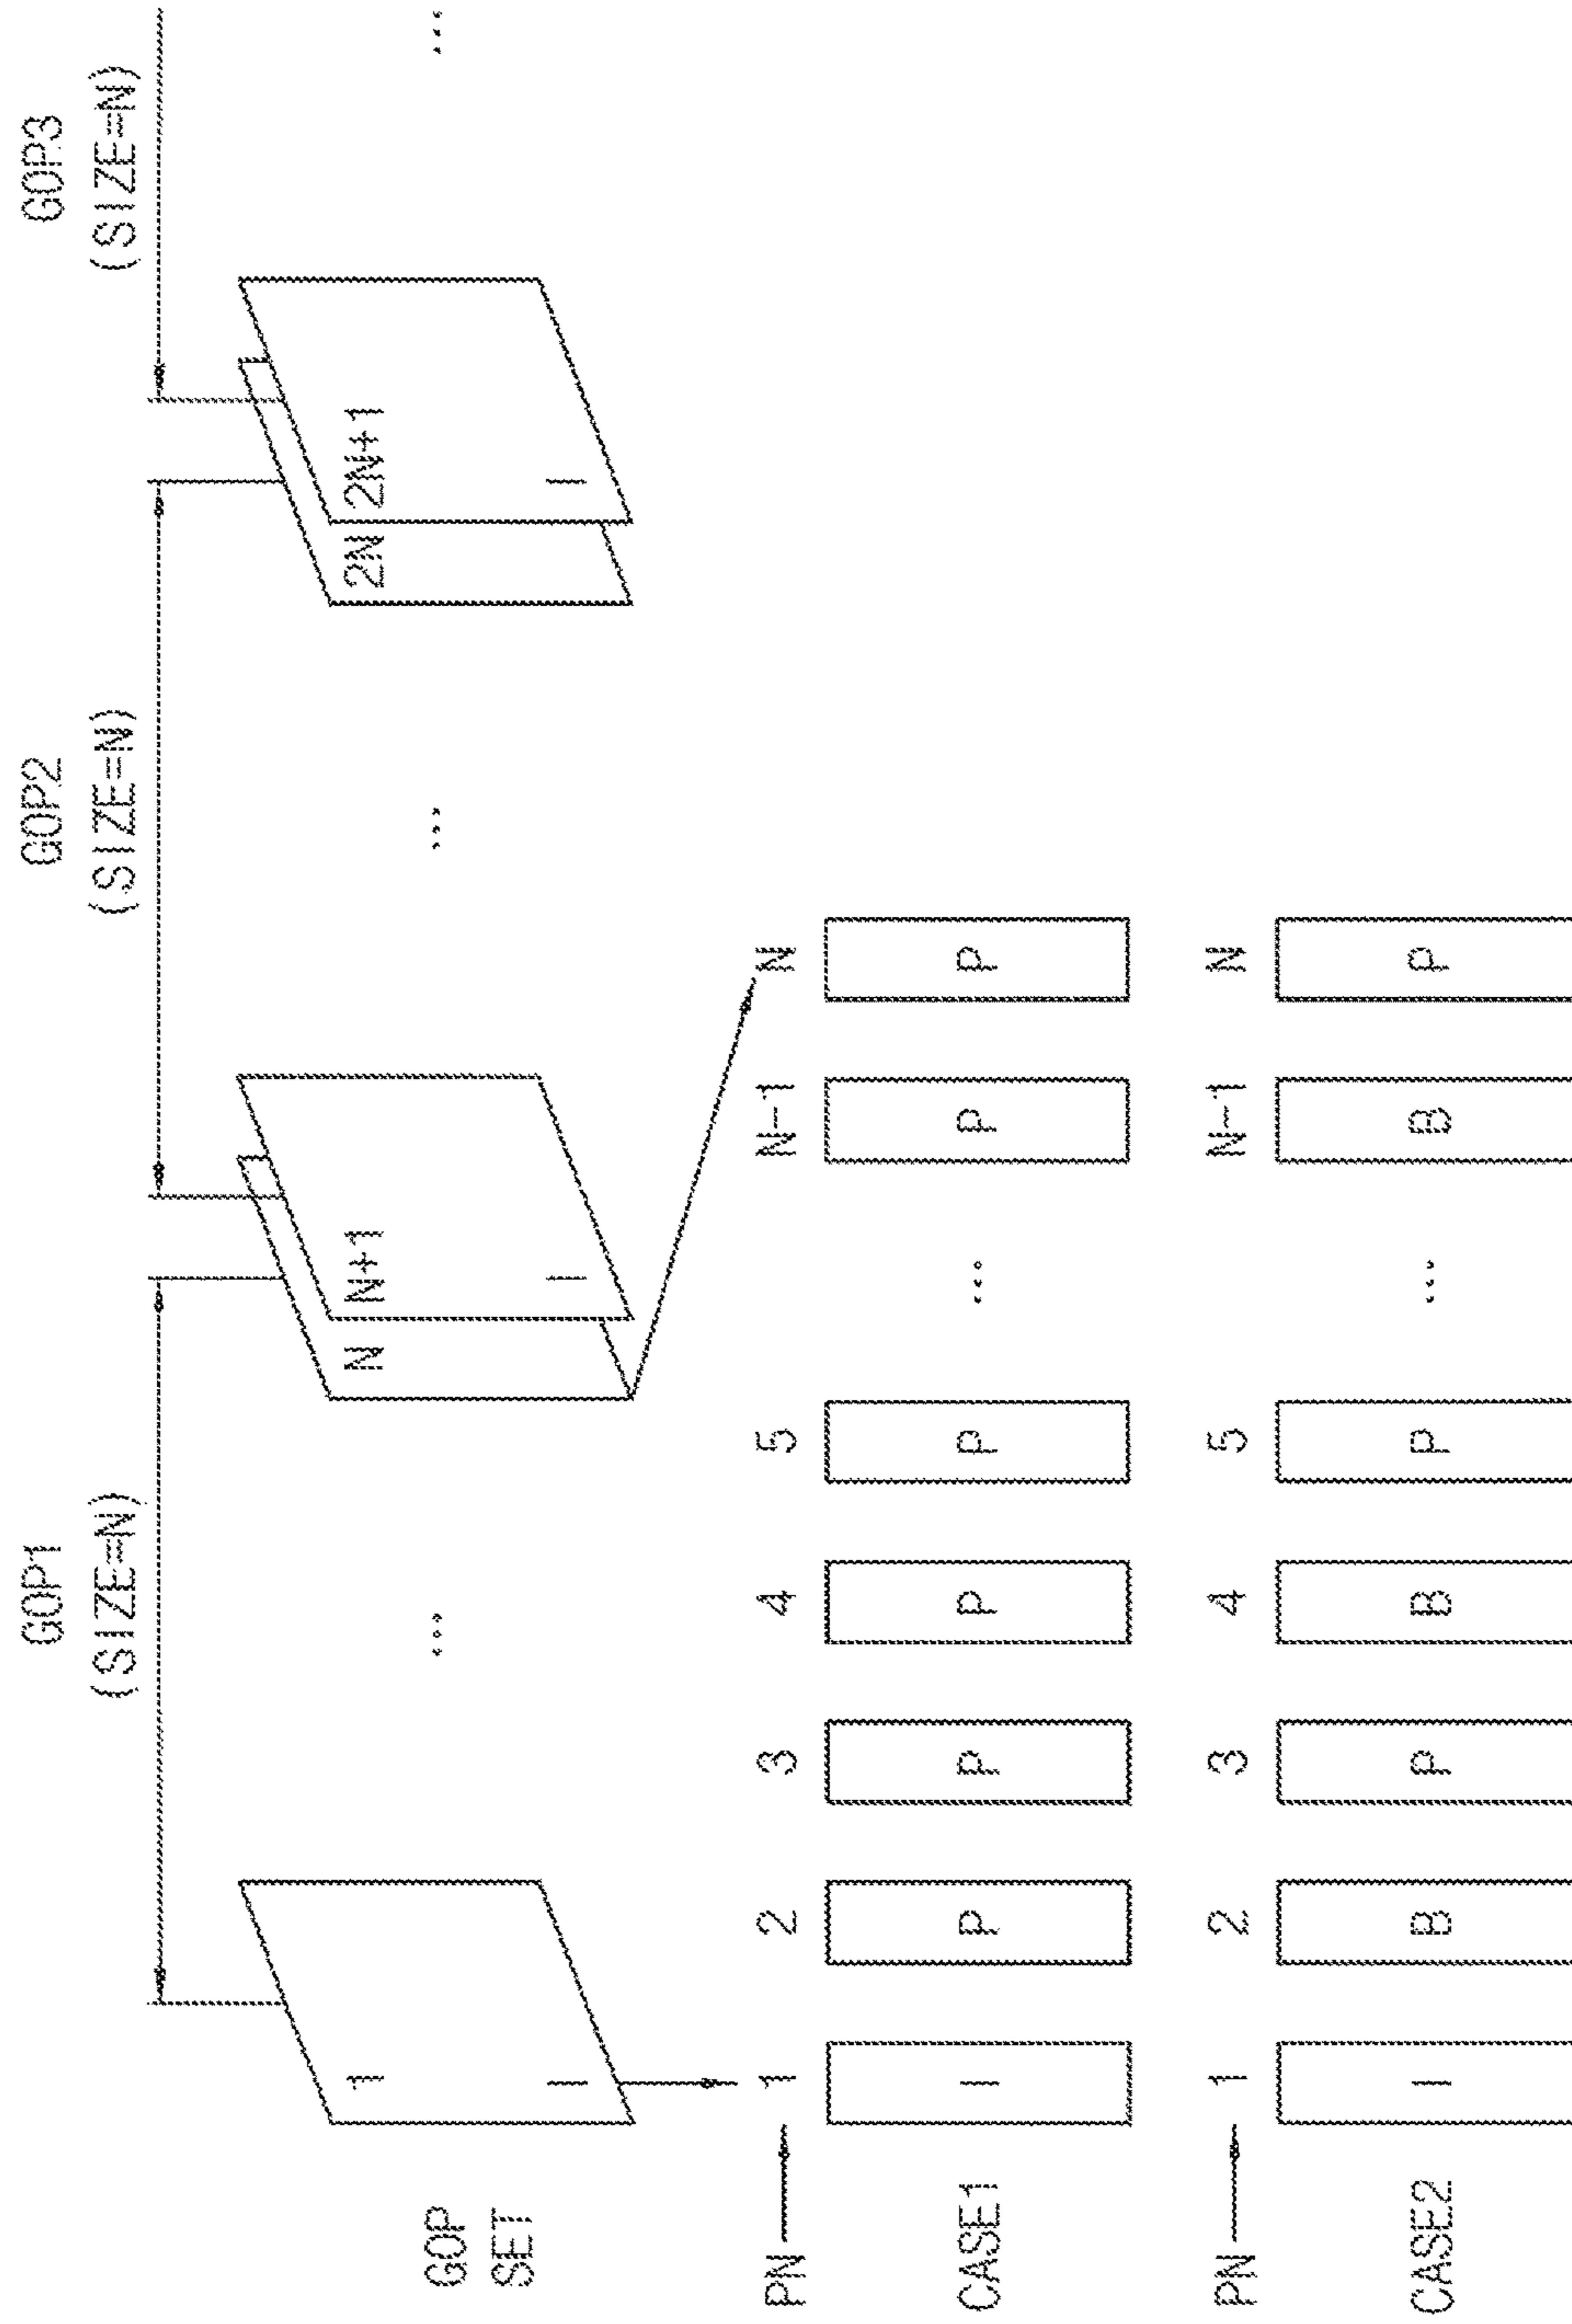 GOP1 GOP2 GOP3
(SIZE=N) (SIZE=N) (SIZE=N)
GOP SET
1 ... N N+1 ... 2N 2N+1 ...
I I I
PN 1 2 3 4 5 N-1 N
CASE1 I P P P P ... P P
PN 1 2 3 4 5 N-1 N
CASE2 I B P B P ... B P